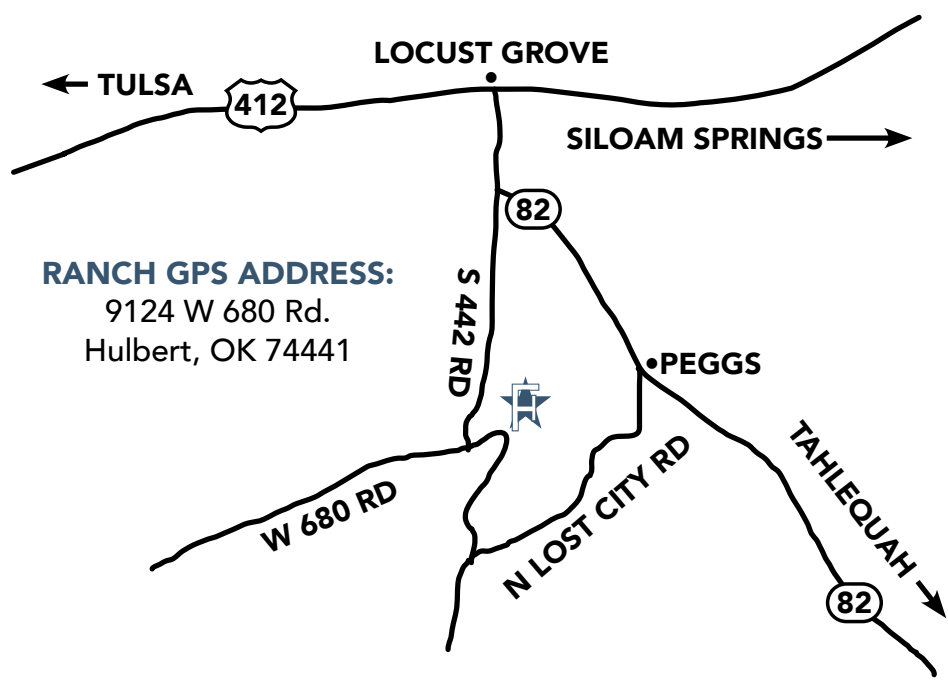 LOCUST GROVE
TULSA
412
SILOAM SPRINGS
82
RANCH GPS ADDRESS:
9124 W 680 Rd.
Hulbert, OK 74441
S 442 RD
PEGGS
W 680 RD
N LOST CITY RD
TAHLEQUAH
82